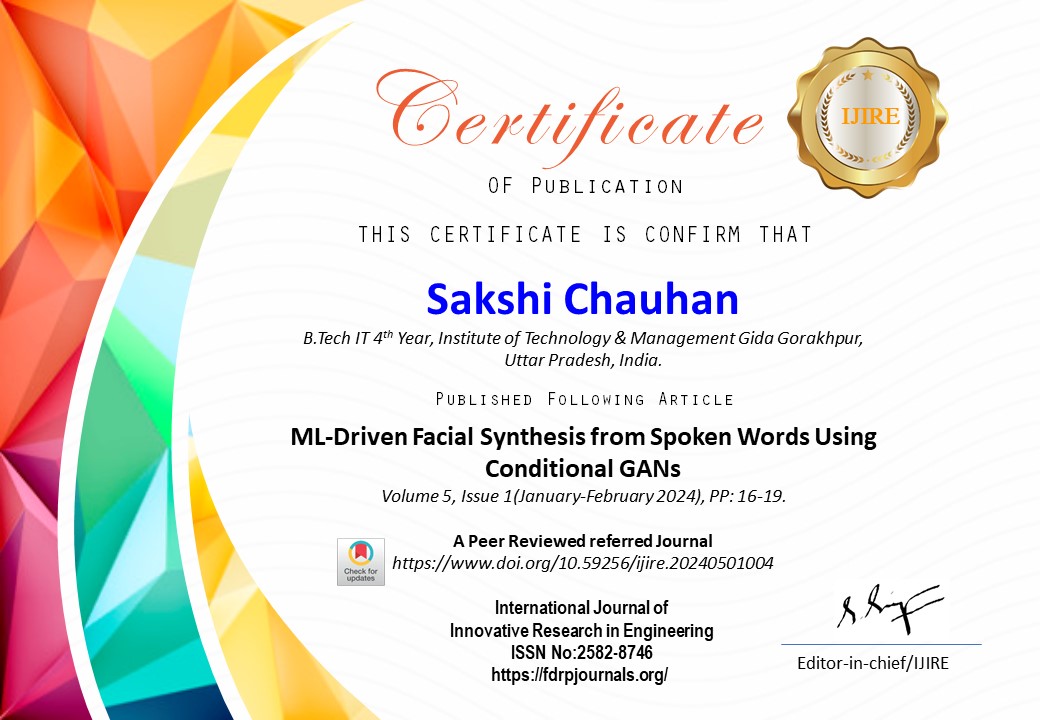 Certificate
IJIRE
OF PUBLICATION
THIS CERTIFICATE IS CONFIRM THAT
Sakshi Chauhan
B.Tech IT 4th Year, Institute of Technology & Management Gida Gorakhpur,
Uttar Pradesh, India.
PUBLISHED FOLLOWING ARTICLE
ML-Driven Facial Synthesis from Spoken Words Using
Conditional GANs
Volume 5, Issue 1(January-February 2024), PP: 16-19.
A Peer Reviewed referred Journal
Check for
updates
https://www.doi.org/10.59256/ijire.20240501004
International Journal of
Innovative Research in Engineering
ISSN No:2582-8746
https://fdrpjournals.org/
Editor-in-chief/IJIRE